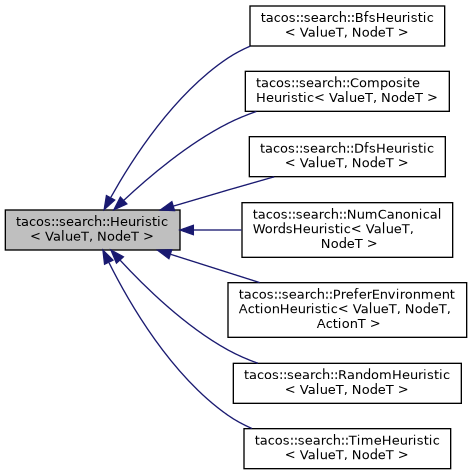 tacos::search::BfsHeuristic
< ValueT, NodeT >
tacos::search::Composite
Heuristic< ValueT, NodeT >
tacos::search::DfsHeuristic
< ValueT, NodeT >
tacos::search::Heuristic
< ValueT, NodeT >
tacos::search::NumCanonical
WordsHeuristic< ValueT,
NodeT >
tacos::search::PreferEnvironment
ActionHeuristic< ValueT, NodeT,
ActionT >
tacos::search::RandomHeuristic
< ValueT, NodeT >
tacos::search::TimeHeuristic
< ValueT, NodeT >